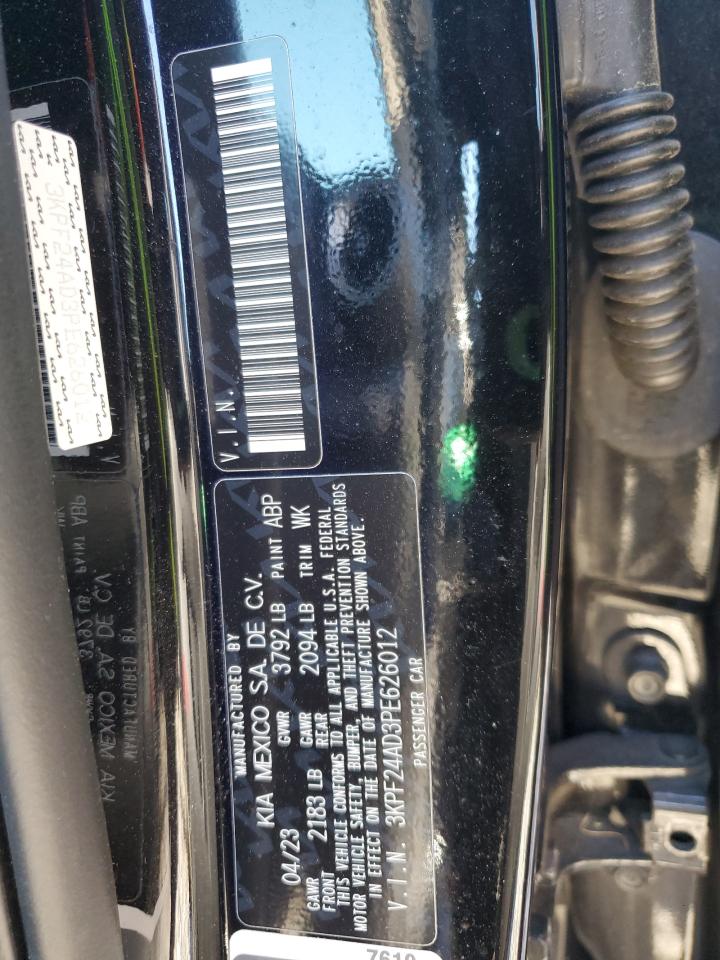 V.I.N.
MANUFACTURED BY
KIA MEXICO S.A. DE C.V.
04/23 GVWR 3792 LB PAINT ABP
GAWR FRONT 2183 LB GAWR REAR 2094 LB TRIM WK
THIS VEHICLE CONFORMS TO ALL APPLICABLE U.S.A. FEDERAL
MOTOR VEHICLE SAFETY, BUMPER, AND THEFT PREVENTION STANDARDS
IN EFFECT ON THE DATE OF MANUFACTURE SHOWN ABOVE.
V.I.N. 3KPF24AD3PE626012
PASSENGER CAR
7610